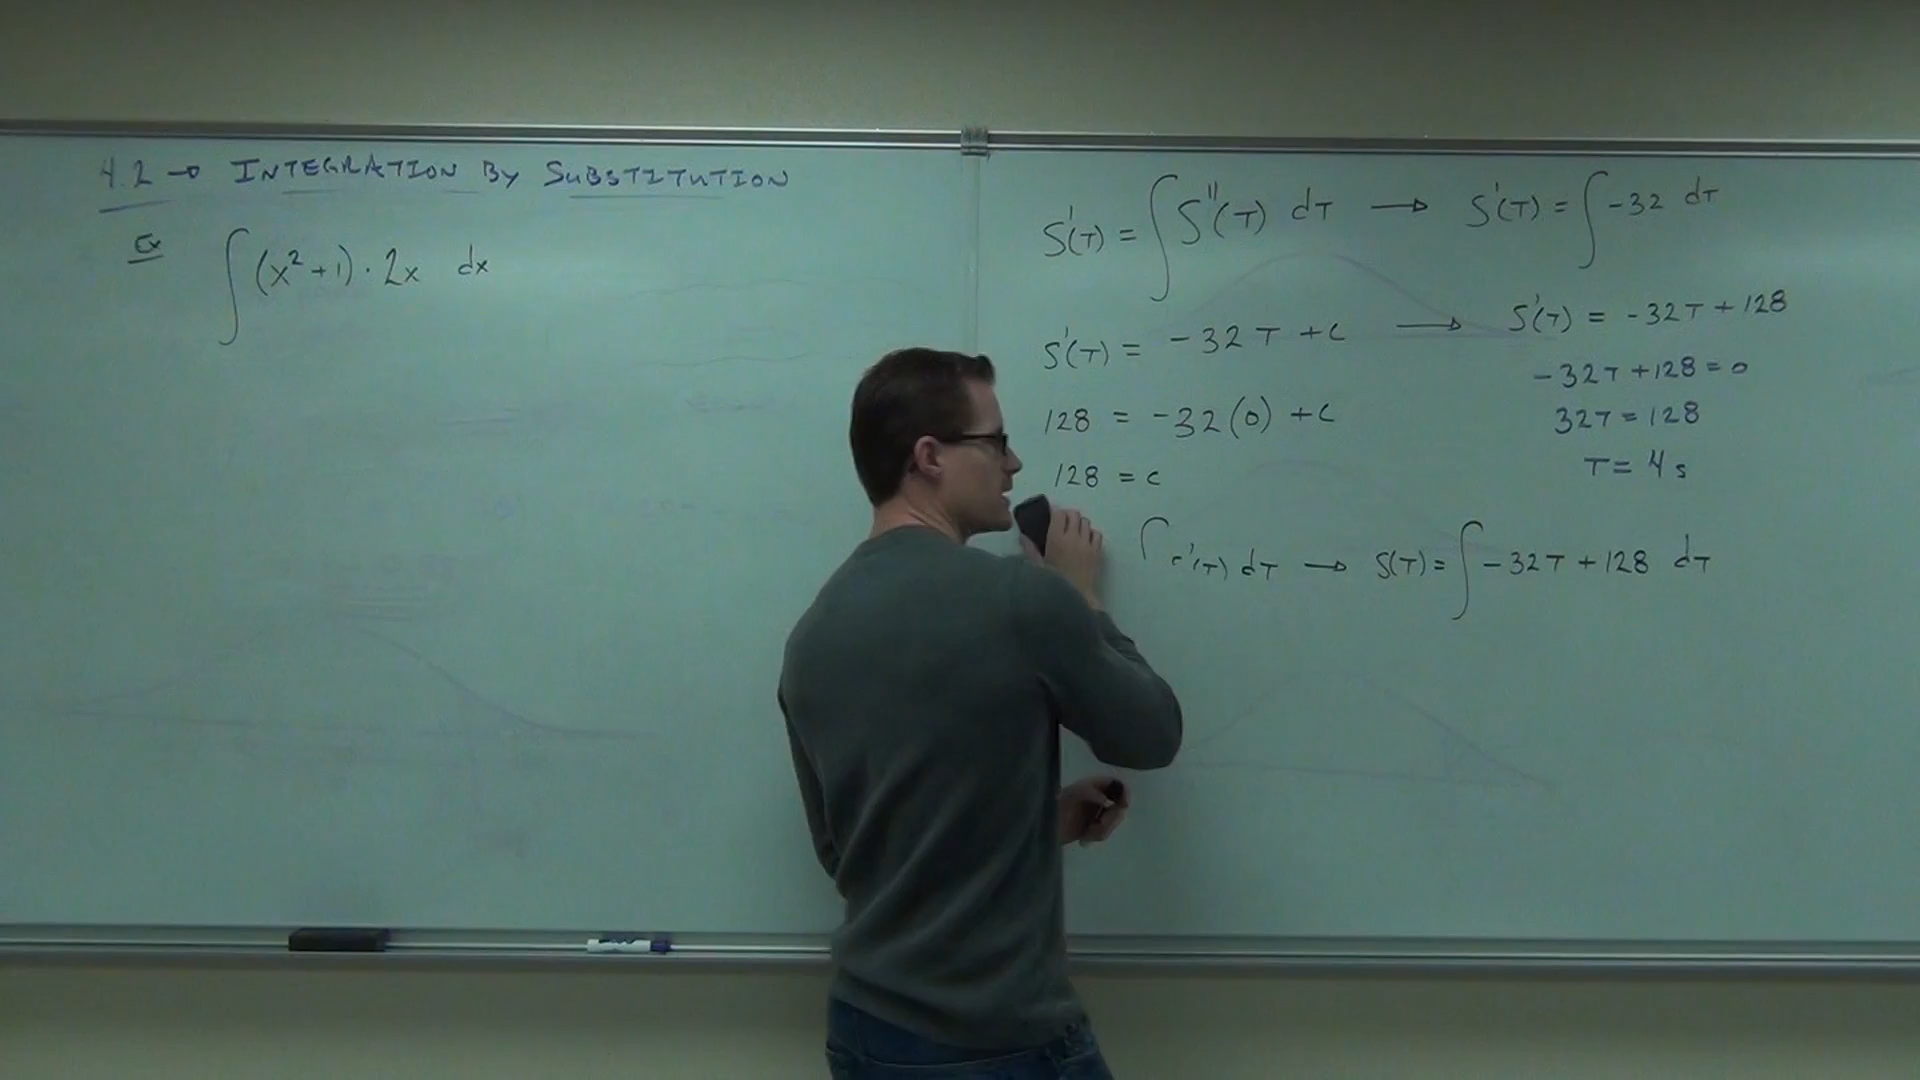 4.2 → INTEGRATION BY SUBSTITUTION
Ex ∫(x²+1)·2x dx
S'(T) = ∫S''(T) dT → S'(T) = ∫-32 dT
S'(T) = -32T + C → S'(T) = -32T + 128
-32T + 128 = 0
128 = -32(0) + C
32T = 128
128 = C
T = 4 s
∫ '(T) dT → S(T) = ∫-32T + 128 dT